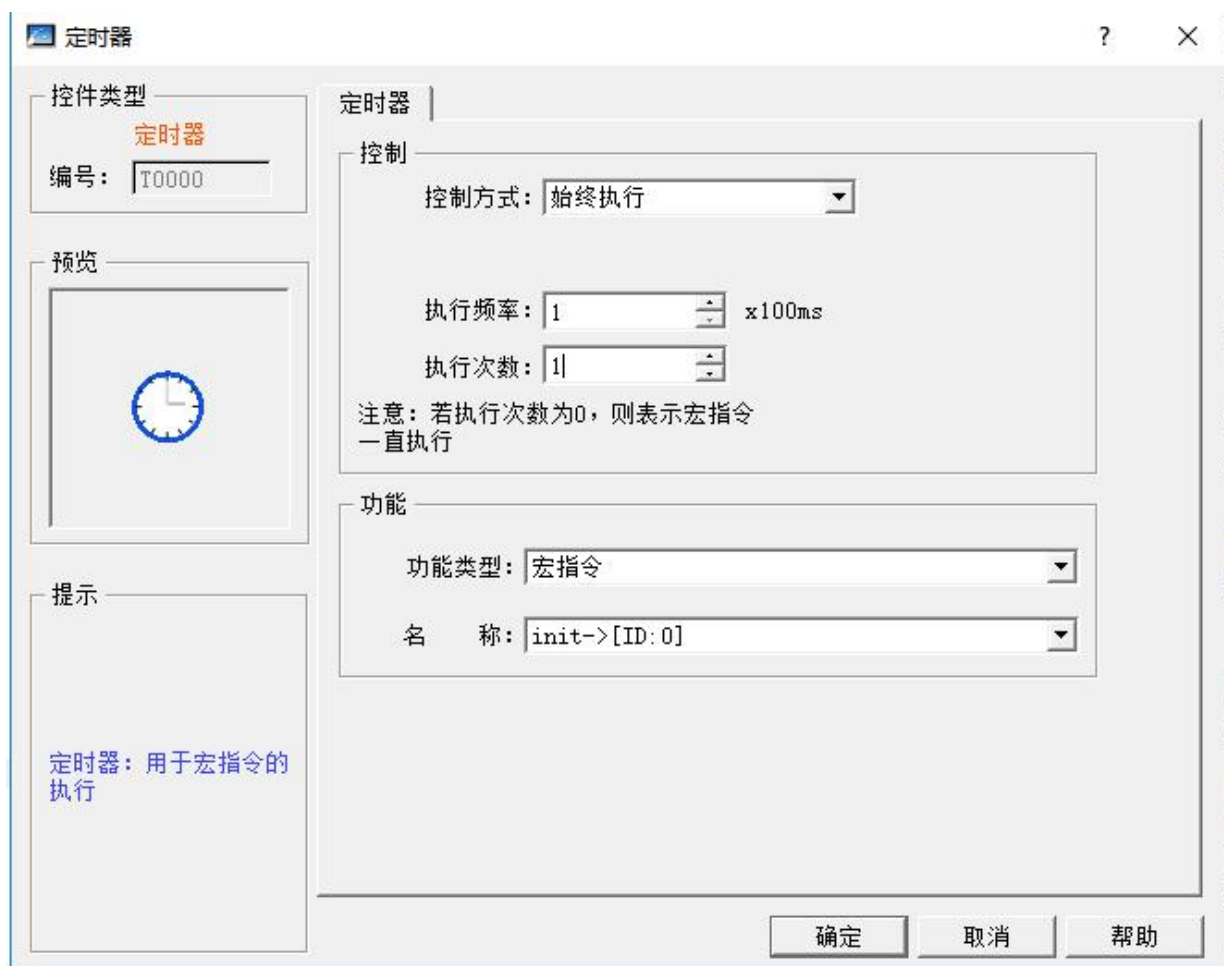 定时器
?
控件类型
定时器
编号： T0000
预览
提示
定时器：用于宏指令的
执行
定时器
控制
控制方式： 始终执行
执行频率： 1 x100ms
执行次数： 1
注意：若执行次数为0，则表示宏指令
一直执行
功能
功能类型： 宏指令
名 称： init->[ID:0]
确定 取消 帮助